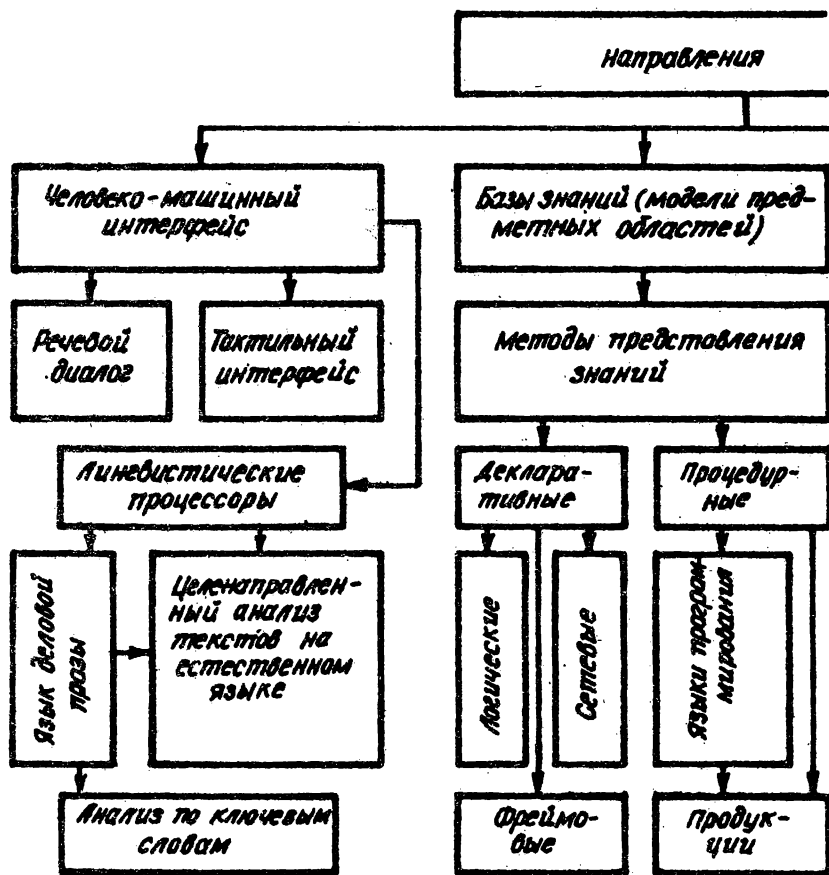 Направления
Человеко-машинный
интерфейс
Базы знаний (модели пред-
метных областей)
Речевой
диалог
Тактильный
интерфейс
Методы представления
знаний
Лингвистические
процессоры
Декларa-
тивные
Процедур-
ные
Язык деловой
празы
Целенаправлен-
ный анализ
текстов на
естественном
языке
Логические
Сетевые
Языки програм
мирования
Анализ по ключевым
словам
Фреймо-
вые
Продук-
ции